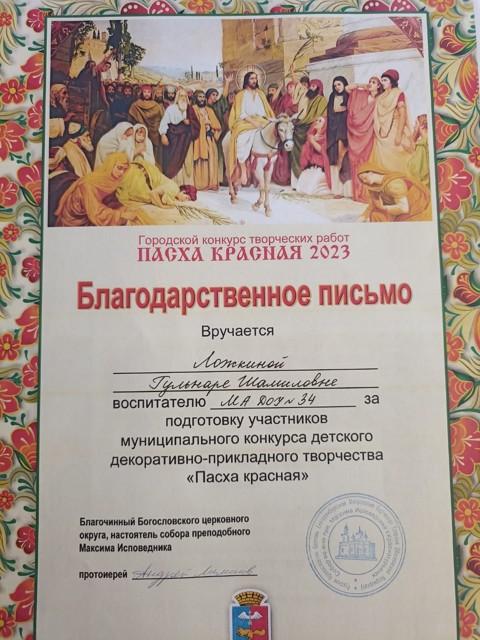 Городской конкурс творческих работ
ПАСХА КРАСНАЯ 2023
Благодарственное письмо
Вручается
Ложкиной
Гульнаре Шамиловне
воспитателю МА ДОУ № 34 за
подготовку участников
муниципального конкурса детского
декоративно-прикладного творчества
«Пасха красная»
Благочинный Богословского церковного
округа, настоятель собора преподобного
Максима Исповедника
протоиерей Андрей